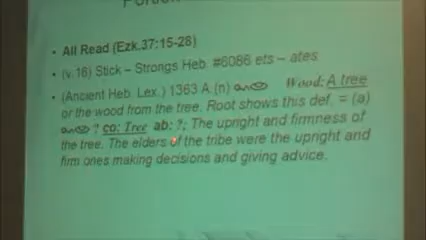 • All Read (Ezk.37:15-28)
• (v.16) Stick – Strongs Heb. #6086 ets – ates
• (Ancient Heb. Lex.) 1363 A (n) Wood: A tree
or the wood from the tree. Root shows this def. = (a)
? co: Tree ab: ?; The upright and firmness of
the tree. The elders of the tribe were the upright and
firm ones making decisions and giving advice.